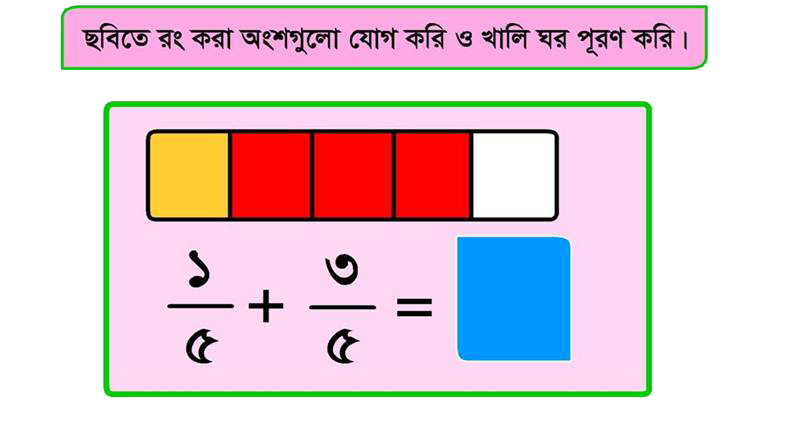 ছবিতে রং করা অংশগুলো যোগ করি ও খালি ঘর পূরণ করি।
১/৫ + ৩/৫ =